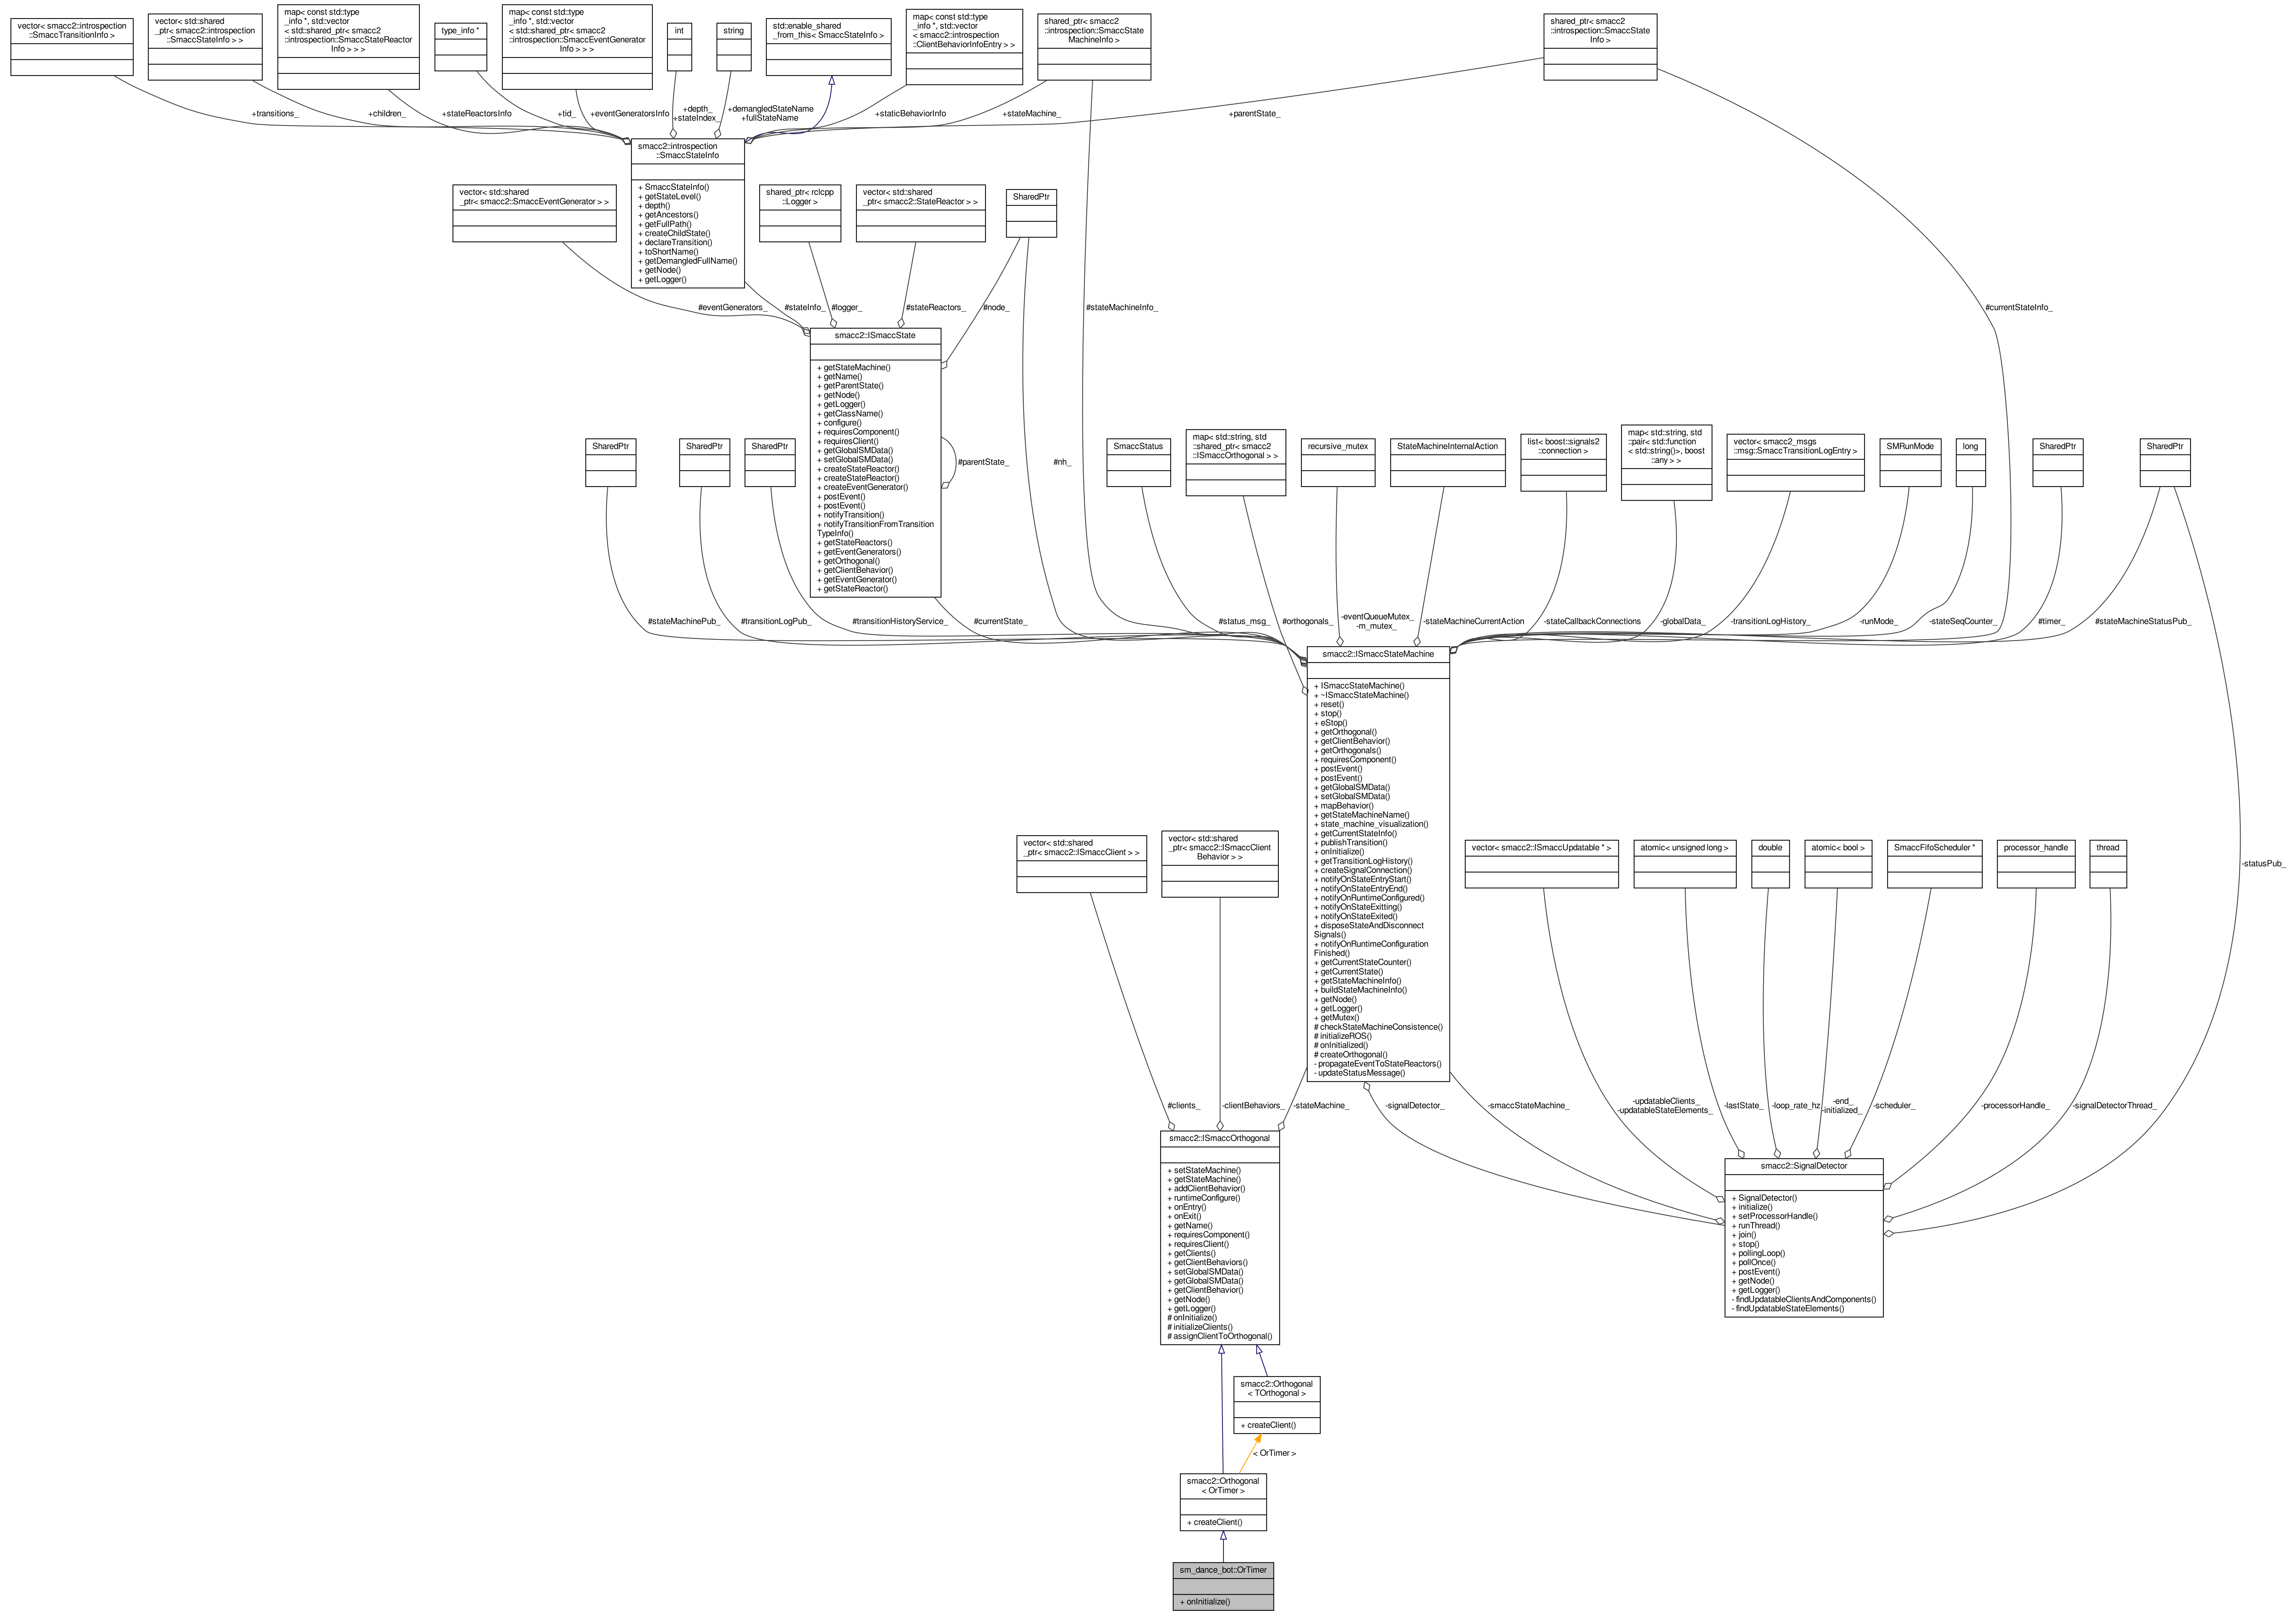 vector< smacc2::introspection
::SmaccTransitionInfo >
vector< std::shared
_ptr< smacc2::introspection
::SmaccStateInfo > >
map< const std::type
_info *, std::vector
< std::shared_ptr< smacc2
::introspection::SmaccStateReactor
Info > > >
type_info *
map< const std::type
_info *, std::vector
< std::shared_ptr< smacc2
::introspection::SmaccEventGenerator
Info > > >
int
string
std::enable_shared
_from_this< SmaccStateInfo >
map< const std::type
_info *, std::vector
< smacc2::introspection
::ClientBehaviorInfoEntry > >
shared_ptr< smacc2
::introspection::SmaccState
MachineInfo >
shared_ptr< smacc2
::introspection::SmaccState
Info >
+transitions_
+children_
+stateReactorsInfo
+tid_
+eventGeneratorsInfo
+depth_
+stateIndex_
+demangledStateName
+fullStateName
+staticBehaviorInfo
+stateMachine_
+parentState_
smacc2::introspection
::SmaccStateInfo
+ SmaccStateInfo()
+ getStateLevel()
+ depth()
+ getAncestors()
+ getFullPath()
+ createChildState()
+ declareTransition()
+ toShortName()
+ getDemangledFullName()
+ getNode()
+ getLogger()
vector< std::shared
_ptr< smacc2::SmaccEventGenerator > >
shared_ptr< rclcpp
::Logger >
vector< std::shared
_ptr< smacc2::StateReactor > >
SharedPtr
#eventGenerators_
#stateInfo_
#logger_
#stateReactors_
#node_
#stateMachineInfo_
#currentStateInfo_
smacc2::ISmaccState
+ getStateMachine()
+ getName()
+ getParentState()
+ getNode()
+ getLogger()
+ getClassName()
+ configure()
+ requiresComponent()
+ requiresClient()
+ getGlobalSMData()
+ setGlobalSMData()
+ createStateReactor()
+ createStateReactor()
+ createEventGenerator()
+ postEvent()
+ postEvent()
+ notifyTransition()
+ notifyTransitionFromTransition
TypeInfo()
+ getStateReactors()
+ getEventGenerators()
+ getOrthogonal()
+ getClientBehavior()
+ getEventGenerator()
+ getStateReactor()
#parentState_
#nh_
SharedPtr
SharedPtr
SharedPtr
SmaccStatus
map< std::string, std
::shared_ptr< smacc2
::ISmaccOrthogonal > >
recursive_mutex
StateMachineInternalAction
list< boost::signals2
::connection >
map< std::string, std
::pair< std::function
< std::string()>, boost
::any > >
vector< smacc2_msgs
::msg::SmaccTransitionLogEntry >
SMRunMode
long
SharedPtr
SharedPtr
#stateMachinePub_
#transitionLogPub_
#transitionHistoryService_
#currentState_
#status_msg_
#orthogonals_
-eventQueueMutex_
-m_mutex_
-stateMachineCurrentAction
-stateCallbackConnections
-globalData_
-transitionLogHistory_
-runMode_
-stateSeqCounter_
#timer_
#stateMachineStatusPub_
smacc2::ISmaccStateMachine
+ ISmaccStateMachine()
+ ~ISmaccStateMachine()
+ reset()
+ stop()
+ eStop()
+ getOrthogonal()
+ getClientBehavior()
+ getOrthogonals()
+ requiresComponent()
+ postEvent()
+ postEvent()
+ getGlobalSMData()
+ setGlobalSMData()
+ mapBehavior()
+ getStateMachineName()
+ state_machine_visualization()
+ getCurrentStateInfo()
+ publishTransition()
+ onInitialize()
+ getTransitionLogHistory()
+ createSignalConnection()
+ notifyOnStateEntryStart()
+ notifyOnStateEntryEnd()
+ notifyOnRuntimeConfigured()
+ notifyOnStateExitting()
+ notifyOnStateExited()
+ disposeStateAndDisconnect
Signals()
+ notifyOnRuntimeConfiguration
Finished()
+ getCurrentStateCounter()
+ getCurrentState()
+ getStateMachineInfo()
+ buildStateMachineInfo()
+ getNode()
+ getLogger()
+ getMutex()
# checkStateMachineConsistence()
# initializeROS()
# onInitialized()
# createOrthogonal()
- propagateEventToStateReactors()
- updateStatusMessage()
vector< std::shared
_ptr< smacc2::ISmaccClient > >
vector< std::shared
_ptr< smacc2::ISmaccClient
Behavior > >
vector< smacc2::ISmaccUpdatable * >
atomic< unsigned long >
double
atomic< bool >
SmaccFifoScheduler *
processor_handle
thread
-statusPub_
#clients_
-clientBehaviors_
-stateMachine_
-signalDetector_
-smaccStateMachine_
-updatableClients_
-updatableStateElements_
-lastState_
-loop_rate_hz
-end_
-initialized_
-scheduler_
-processorHandle_
-signalDetectorThread_
smacc2::ISmaccOrthogonal
+ setStateMachine()
+ getStateMachine()
+ addClientBehavior()
+ runtimeConfigure()
+ onEntry()
+ onExit()
+ getName()
+ requiresComponent()
+ requiresClient()
+ getClients()
+ getClientBehaviors()
+ setGlobalSMData()
+ getGlobalSMData()
+ getClientBehavior()
+ getNode()
+ getLogger()
# onInitialize()
# initializeClients()
# assignClientToOrthogonal()
smacc2::SignalDetector
+ SignalDetector()
+ initialize()
+ setProcessorHandle()
+ runThread()
+ join()
+ stop()
+ pollingLoop()
+ pollOnce()
+ postEvent()
+ getNode()
+ getLogger()
- findUpdatableClientsAndComponents()
- findUpdatableStateElements()
smacc2::Orthogonal
< TOrthogonal >
+ createClient()
< OrTimer >
smacc2::Orthogonal
< OrTimer >
+ createClient()
sm_dance_bot::OrTimer
+ onInitialize()